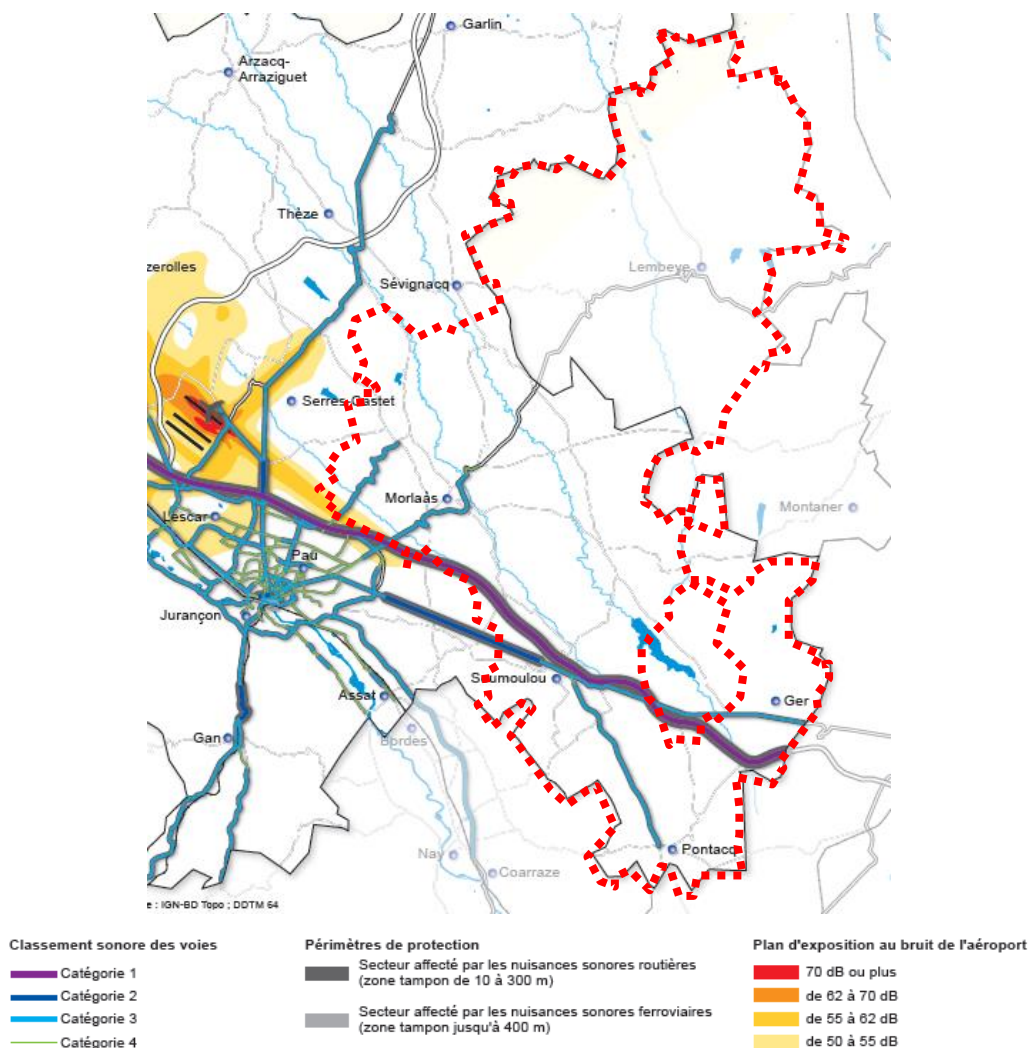 Garlin
Arzacq-
Arraziguet
Thèze
zerolles
Lembeye
Sévignacq
Serres-Castet
Morlaàs
Montaner
Lescar
Pau
Jurançon
Soumoulou
Assat
Ger
Bordes
Gan
Nay
Pontacq
Coarraze
e : IGN-BD Topo ; DDTM 64
Classement sonore des voies
Catégorie 1
Catégorie 2
Catégorie 3
Catégorie 4
Périmètres de protection
Secteur affecté par les nuisances sonores routières
(zone tampon de 10 à 300 m)
Secteur affecté par les nuisances sonores ferroviaires
(zone tampon jusqu'à 400 m)
Plan d'exposition au bruit de l'aéroport
70 dB ou plus
de 62 à 70 dB
de 55 à 62 dB
de 50 à 55 dB